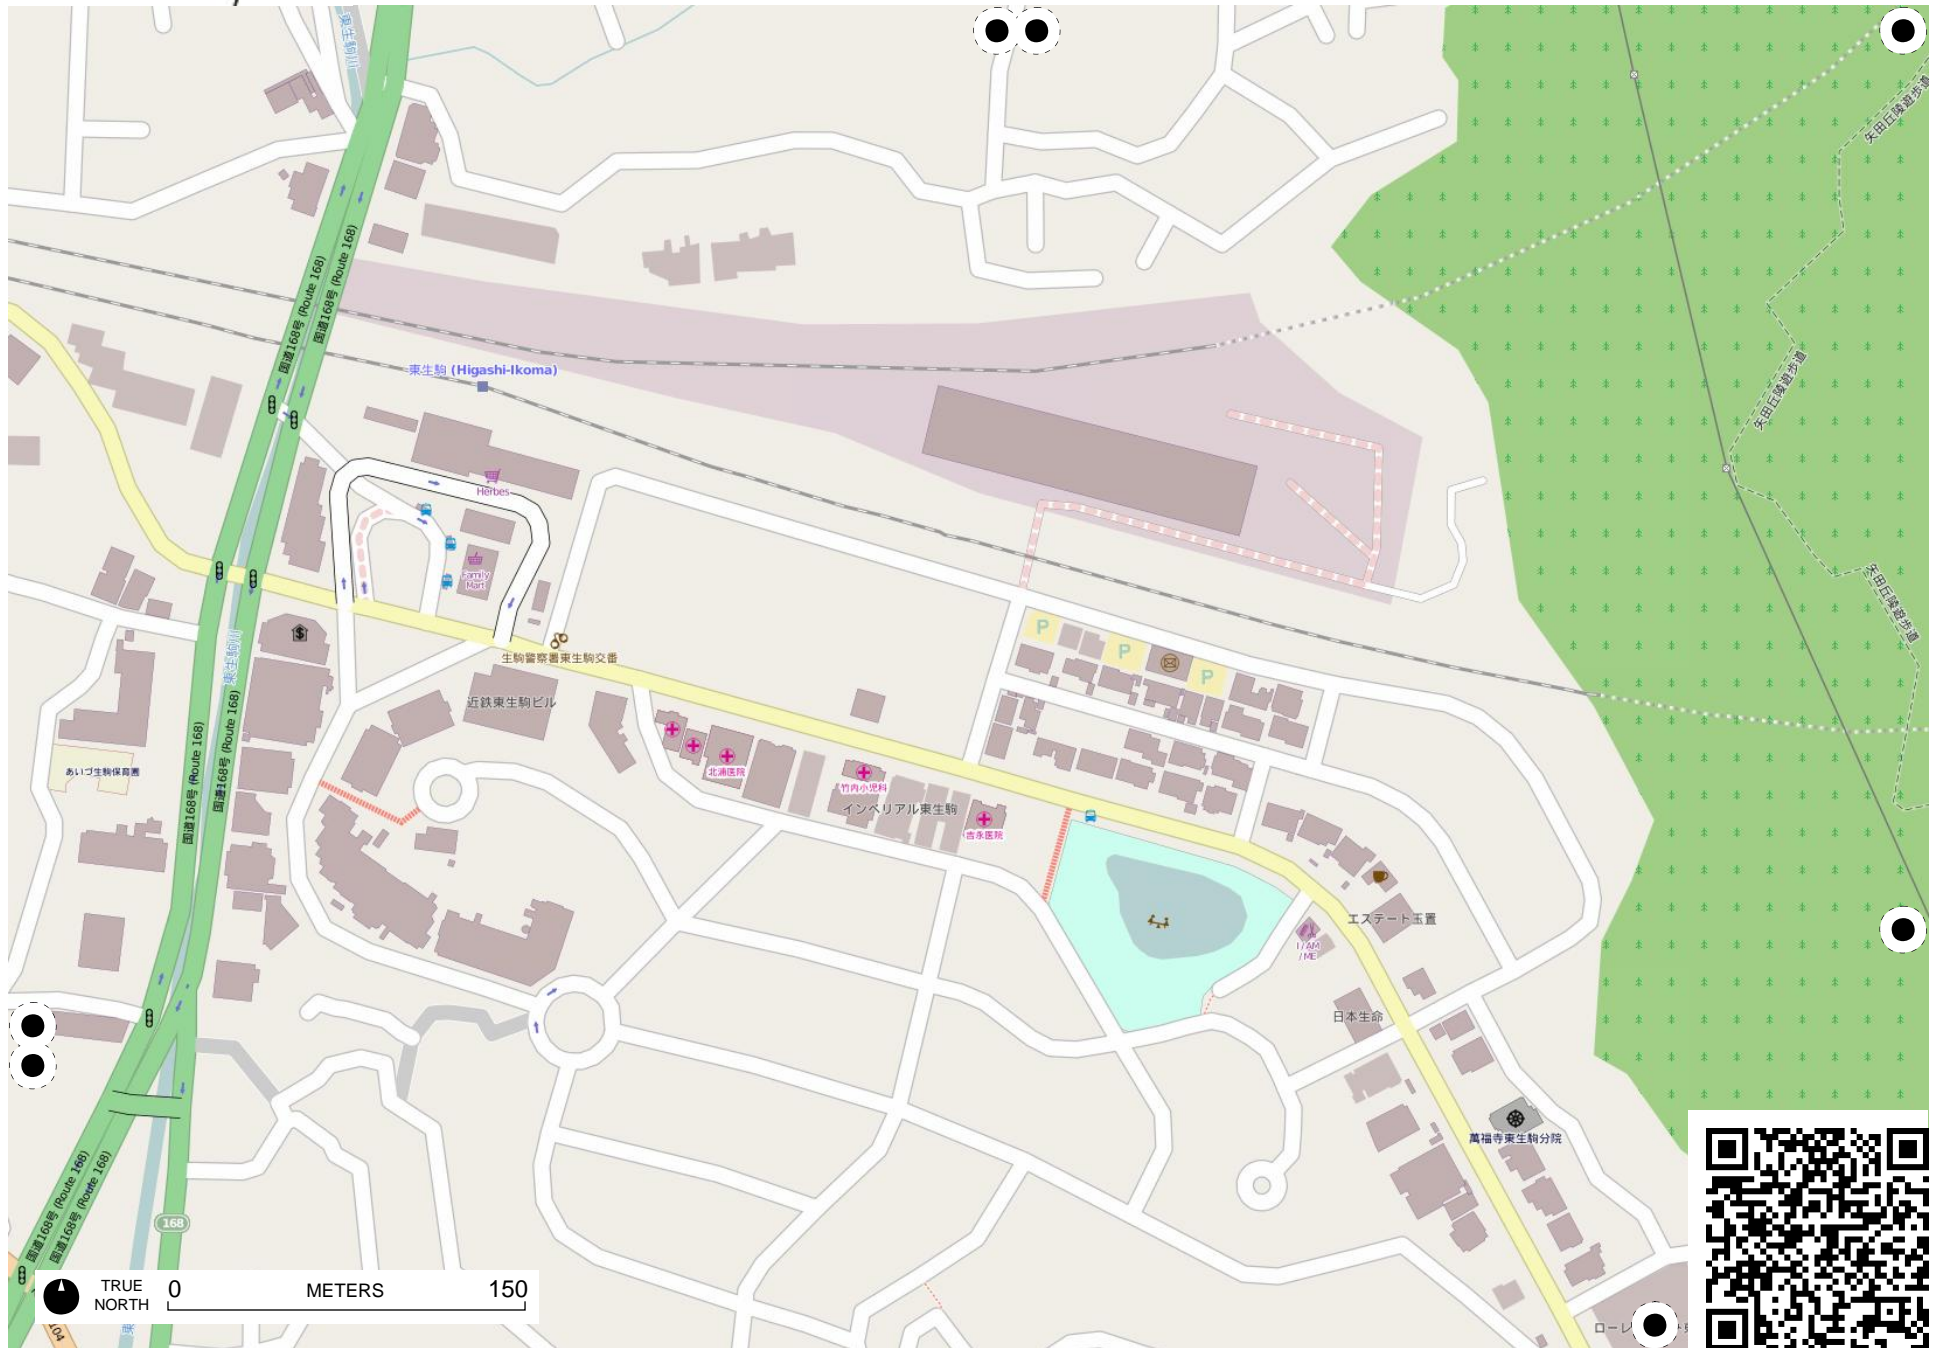 東生駒川
矢田丘陵遊歩道
国道168号 (Route 168)
国道168号 (Route 168)
東生駒 (Higashi-Ikoma)
矢田丘陵遊歩道
Herbes
Family
Mart
矢田丘陵遊歩道
P
P
P
$
東生駒川
生駒警察署東生駒交番
近鉄東生駒ビル
国道168号 (Route 168)
国道168号 (Route 168)
あいづ生駒保育園
北浦医院
竹内小児科
インペリアル東生駒
吉永医院
エステート玉置
I / AM
/ ME
日本生命
萬福寺東生駒分院
国道168号 (Route 168)
国道168号 (Route 168)
168
TRUE
NORTH
0
METERS
150
104
東
ローレ